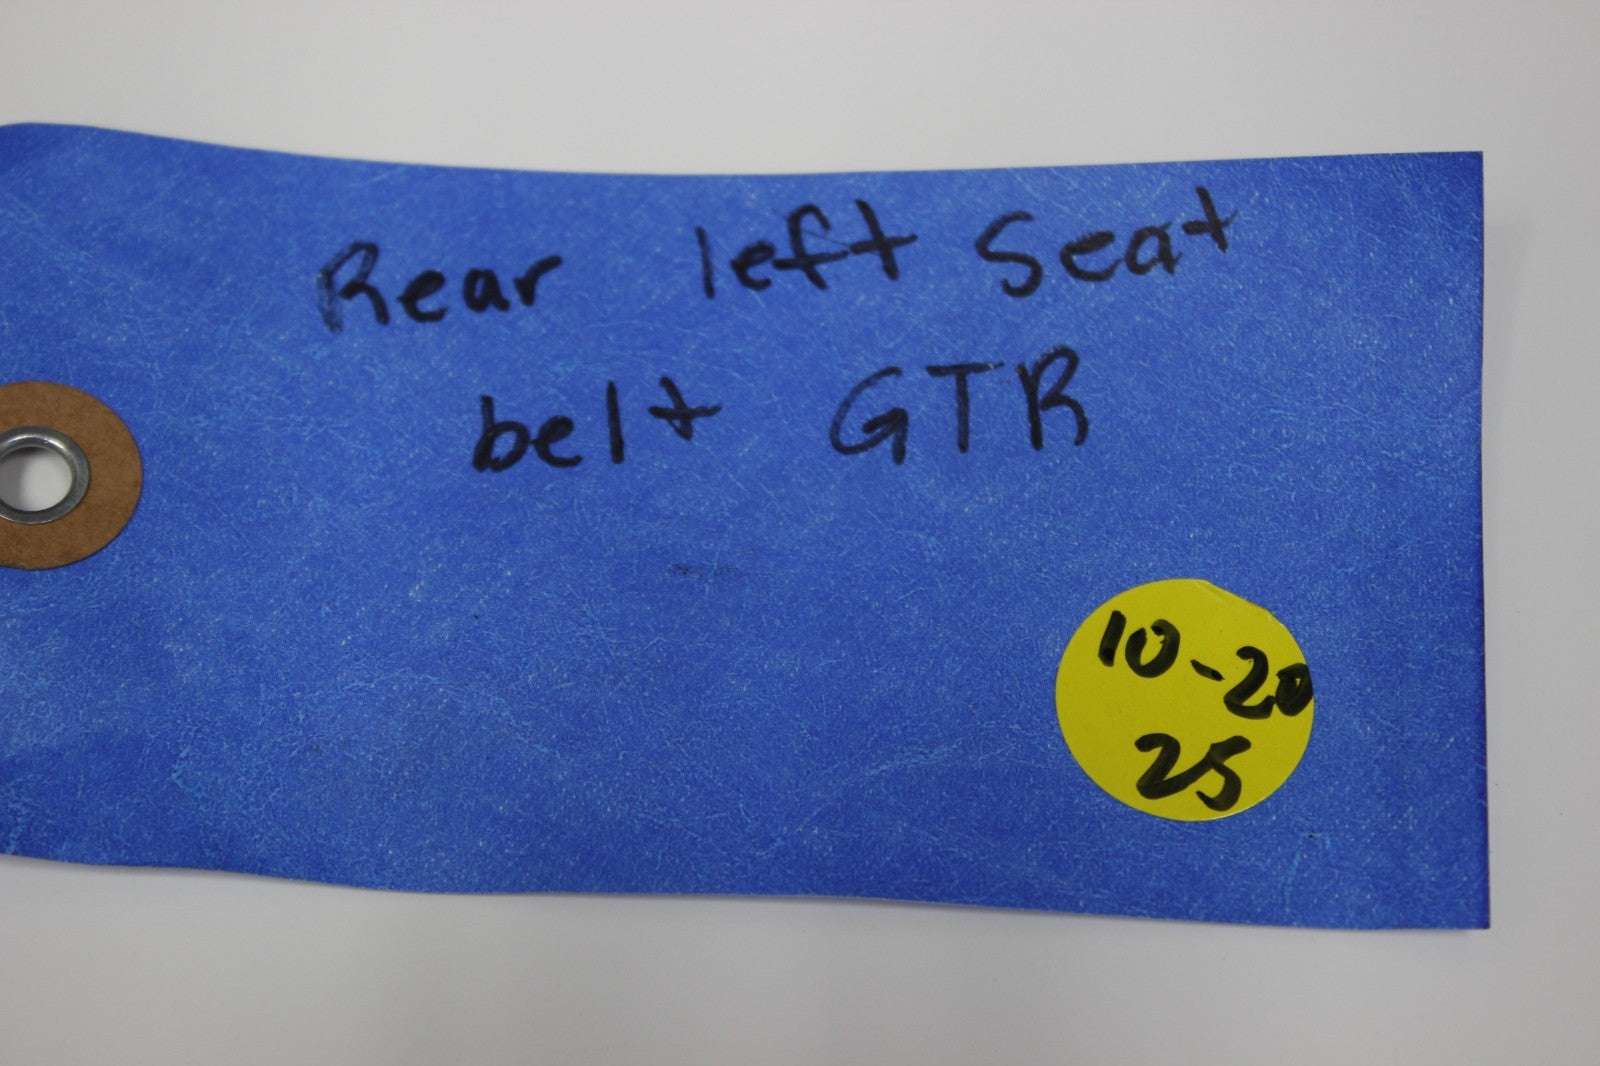 Rear left Seat
belt GTR
10-20
25